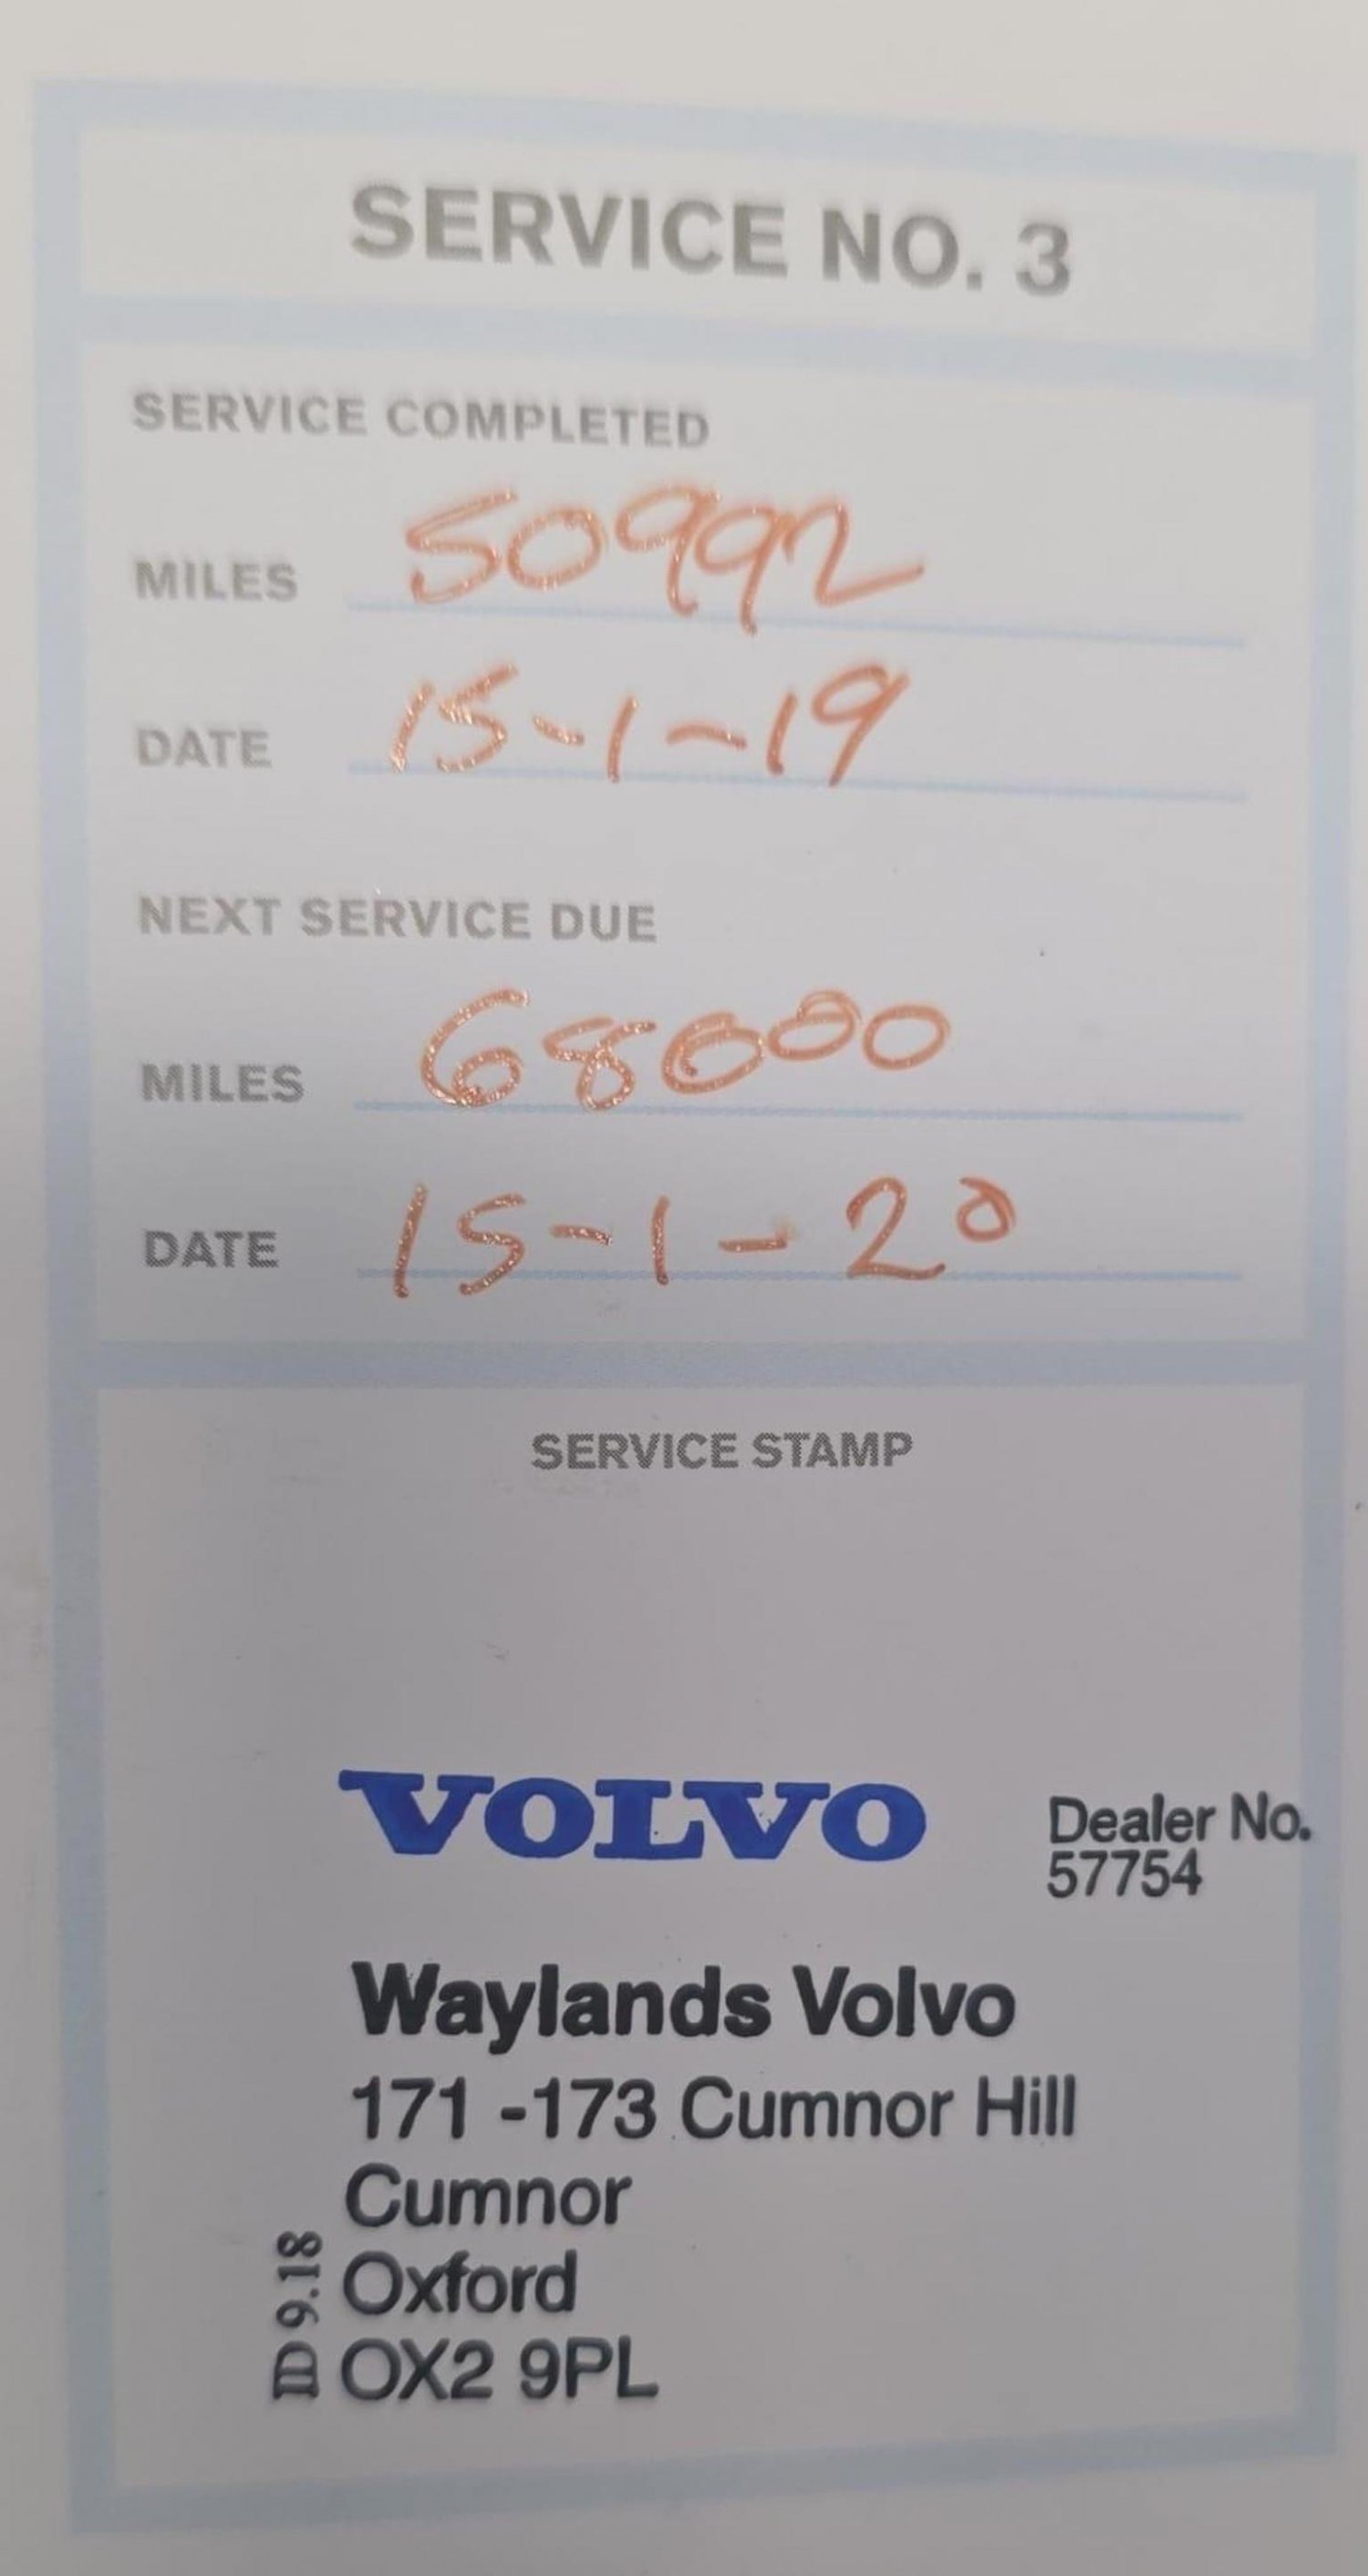 SERVICE NO. 3
SERVICE COMPLETED
MILES 50992
DATE 15-1-19
NEXT SERVICE DUE
MILES 68000
DATE 15-1-20
SERVICE STAMP
VOLVO
Dealer No.
57754
Waylands Volvo
171 -173 Cumnor Hill
Cumnor
Oxford
OX2 9PL
ID 9.18